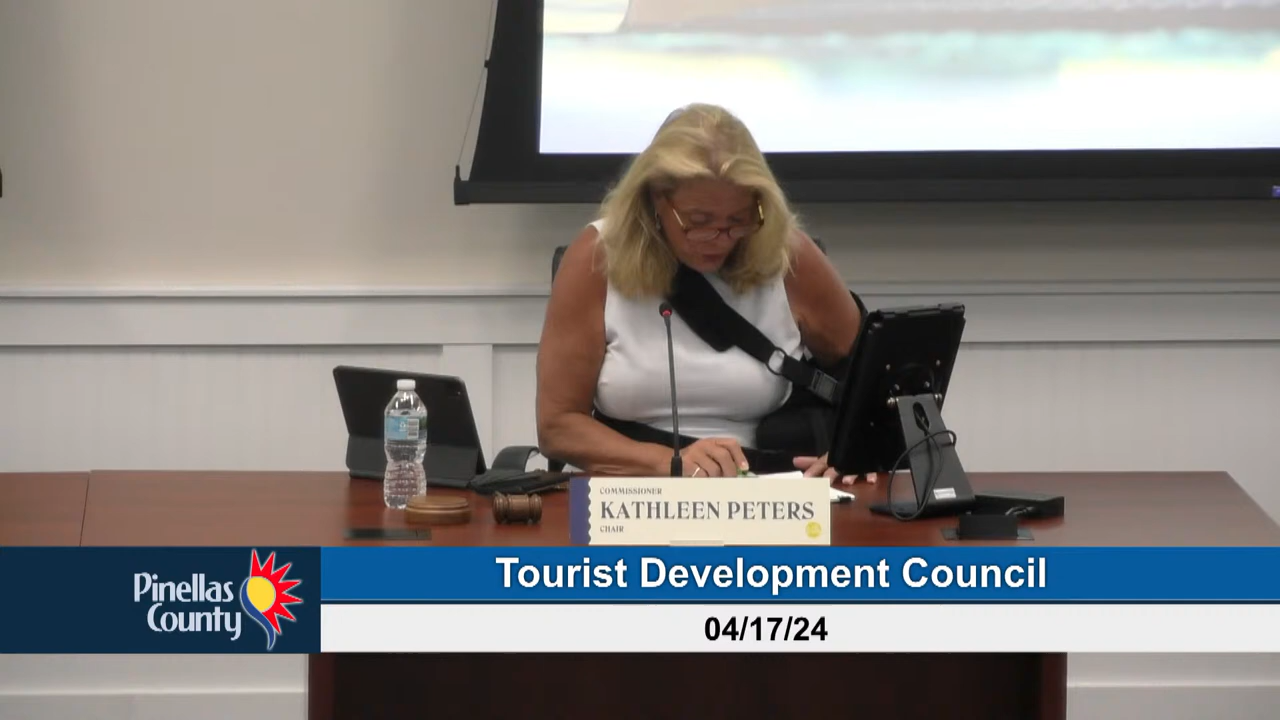 COMMISSIONER
KATHLEEN PETERS
CHAIR
Pinellas
County
Tourist Development Council
04/17/24